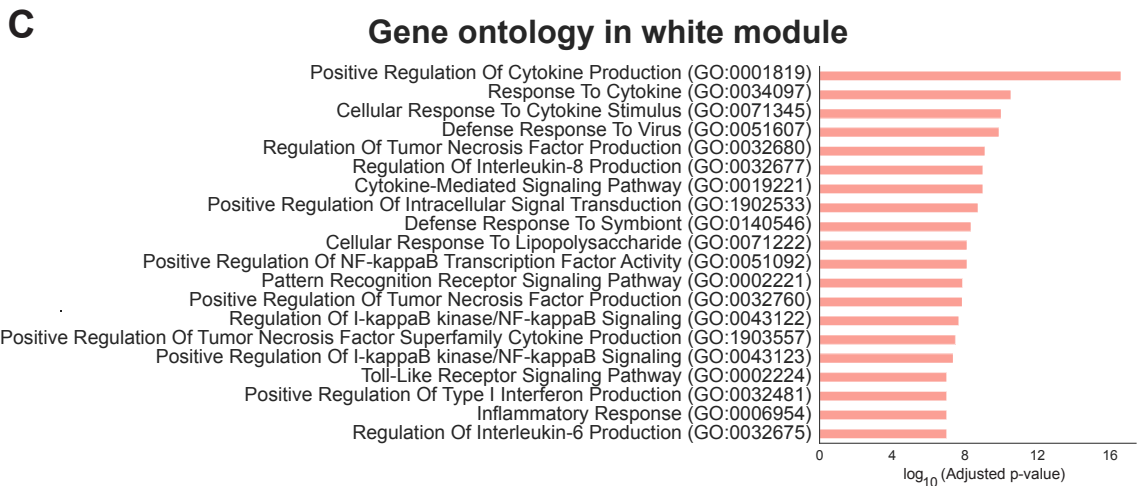 C
Gene ontology in white module
Positive Regulation Of Cytokine Production (GO:0001819)
Response To Cytokine (GO:0034097)
Cellular Response To Cytokine Stimulus (GO:0071345)
Defense Response To Virus (GO:0051607)
Regulation Of Tumor Necrosis Factor Production (GO:0032680)
Regulation Of Interleukin-8 Production (GO:0032677)
Cytokine-Mediated Signaling Pathway (GO:0019221)
Positive Regulation Of Intracellular Signal Transduction (GO:1902533)
Defense Response To Symbiont (GO:0140546)
Cellular Response To Lipopolysaccharide (GO:0071222)
Positive Regulation Of NF-kappaB Transcription Factor Activity (GO:0051092)
Pattern Recognition Receptor Signaling Pathway (GO:0002221)
Positive Regulation Of Tumor Necrosis Factor Production (GO:0032760)
Regulation Of I-kappaB kinase/NF-kappaB Signaling (GO:0043122)
Positive Regulation Of Tumor Necrosis Factor Superfamily Cytokine Production (GO:1903557)
Positive Regulation Of I-kappaB kinase/NF-kappaB Signaling (GO:0043123)
Toll-Like Receptor Signaling Pathway (GO:0002224)
Positive Regulation Of Type I Interferon Production (GO:0032481)
Inflammatory Response (GO:0006954)
Regulation Of Interleukin-6 Production (GO:0032675)
0 4 8 12 16
log10 (Adjusted p-value)